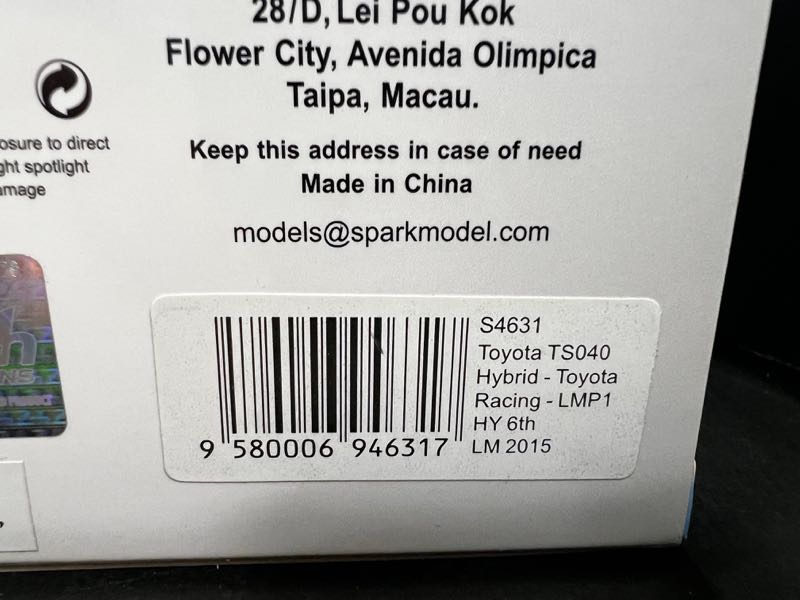 28/D, Lei Pou Kok
Flower City, Avenida Olimpica
Taipa, Macau.
Keep this address in case of need
Made in China
models@sparkmodel.com
osure to direct
ght spotlight
amage
S4631
Toyota TS040
Hybrid - Toyota
Racing - LMP1
HY 6th
LM 2015
9 580006 946317